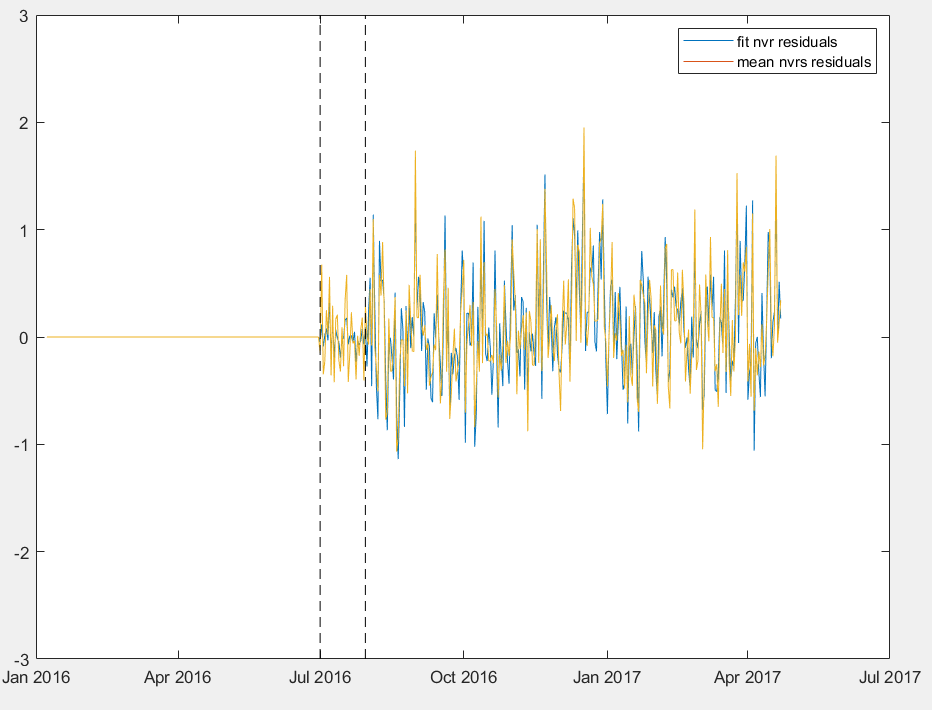 3
fit nvr residuals
mean nvrs residuals
2
1
0
-1
-2
-3
Jan 2016 Apr 2016 Jul 2016 Oct 2016 Jan 2017 Apr 2017 Jul 2017